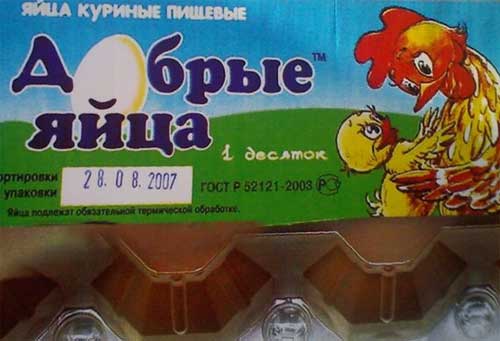 ЯЙЦА КУРИНЫЕ ПИЩЕВЫЕ
Добрые™
яйца
1 десяток
ортировки
упаковки
28.08.2007
ГОСТ Р 52121-2003 РСТ
Яйца подлежат обязательной термической обработке.